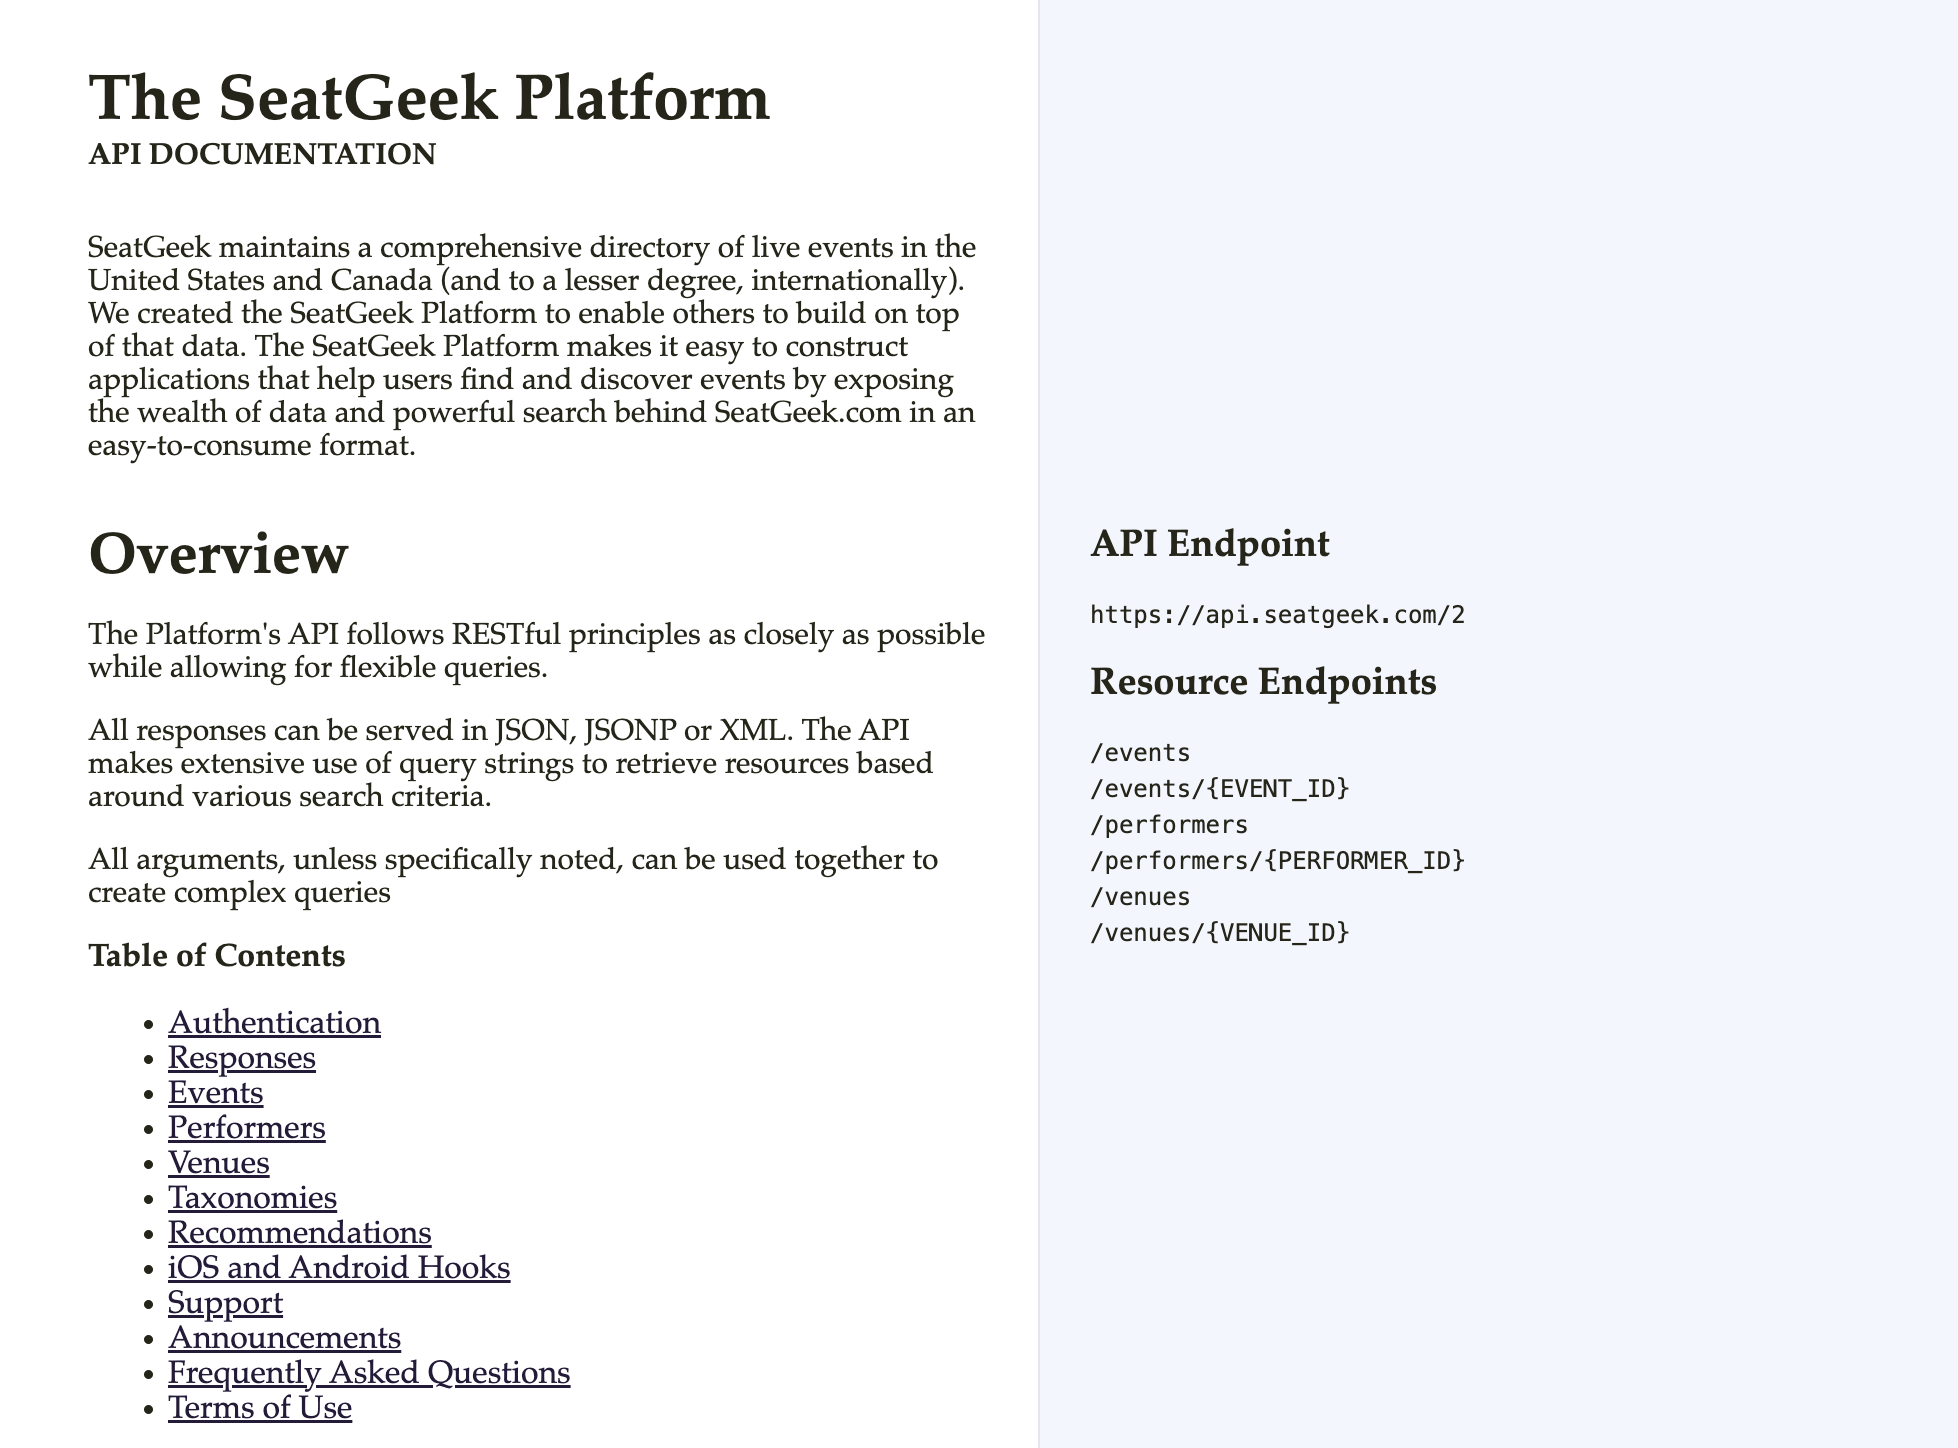 The SeatGeek Platform
API DOCUMENTATION
SeatGeek maintains a comprehensive directory of live events in the
United States and Canada (and to a lesser degree, internationally).
We created the SeatGeek Platform to enable others to build on top
of that data. The SeatGeek Platform makes it easy to construct
applications that help users find and discover events by exposing
the wealth of data and powerful search behind SeatGeek.com in an
easy-to-consume format.
Overview
The Platform's API follows RESTful principles as closely as possible
while allowing for flexible queries.
All responses can be served in JSON, JSONP or XML. The API
makes extensive use of query strings to retrieve resources based
around various search criteria.
All arguments, unless specifically noted, can be used together to
create complex queries
Table of Contents
• Authentication
• Responses
• Events
• Performers
• Venues
• Taxonomies
• Recommendations
• iOS and Android Hooks
• Support
• Announcements
• Frequently Asked Questions
• Terms of Use
API Endpoint
https://api.seatgeek.com/2
Resource Endpoints
/events
/events/{EVENT_ID}
/performers
/performers/{PERFORMER_ID}
/venues
/venues/{VENUE_ID}